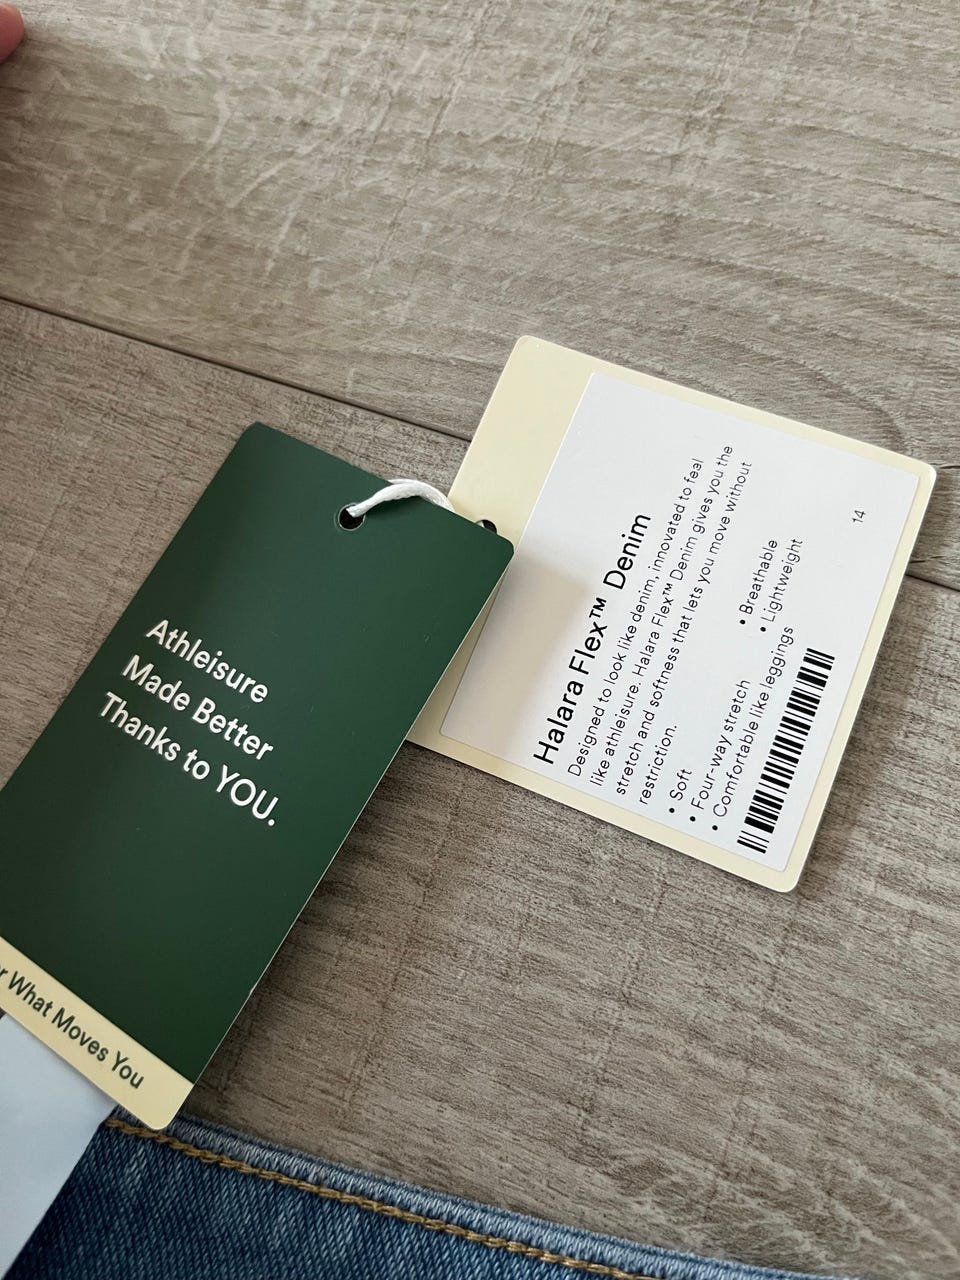 Athleisure
Made Better
Thanks to YOU.
What Moves You
Halara Flex™ Denim
Designed to look like denim, innovated to feal
like athleisure. Halara Flex™ Denim gives you the
stretch and softness that lets you move without
restriction.
• Soft
• Four-way stretch
• Comfortable like leggings
• Breathable
• Lightweight
14